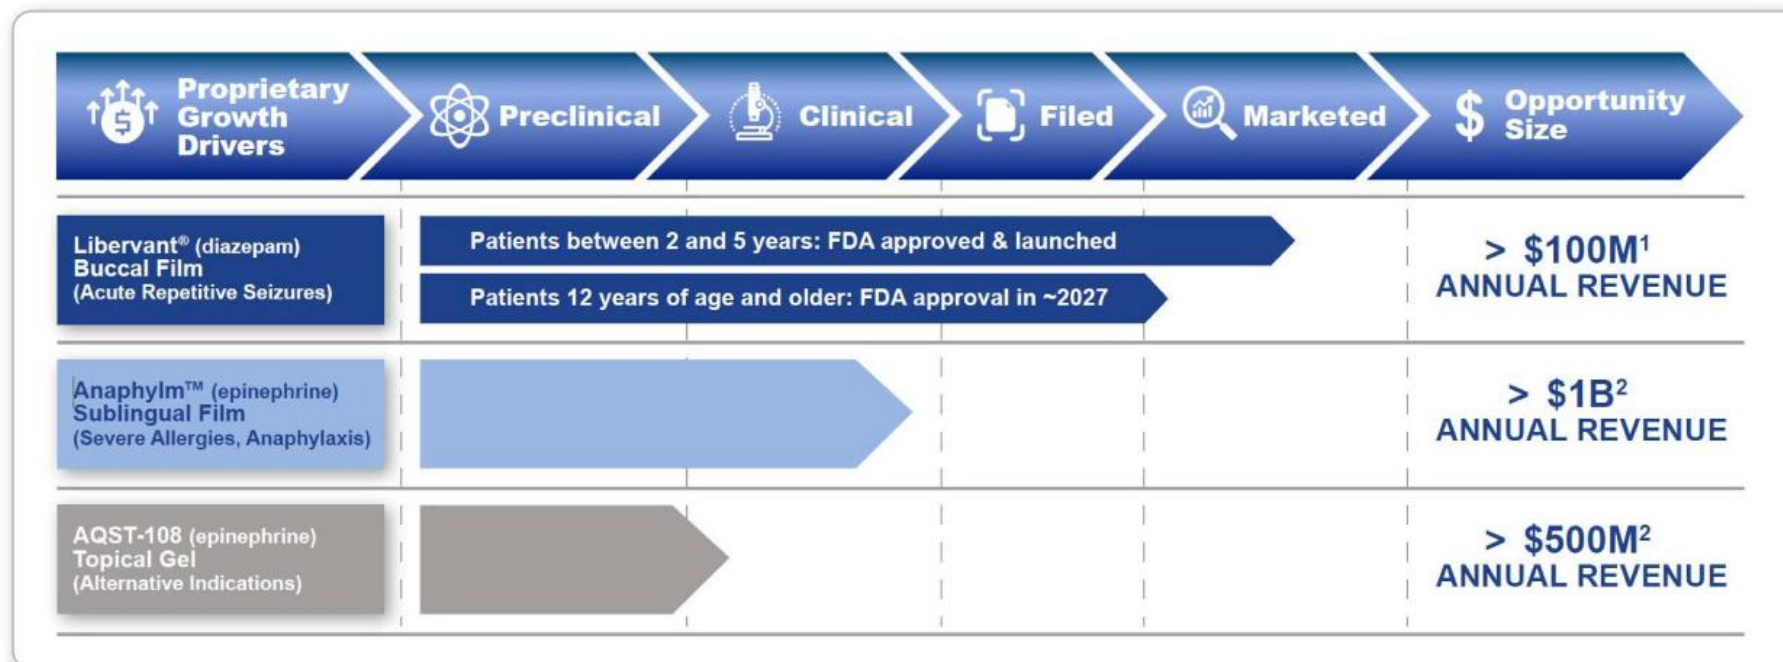 Proprietary
Growth
Drivers
Preclinical
Clinical
Filed
Marketed
$
Opportunity
Size
Libervant® (diazepam)
Buccal Film
(Acute Repetitive Seizures)
Patients between 2 and 5 years: FDA approved & launched
Patients 12 years of age and older: FDA approval in ~2027
> $100M¹
ANNUAL REVENUE
Anaphylm™ (epinephrine)
Sublingual Film
(Severe Allergies, Anaphylaxis)
> $1B²
ANNUAL REVENUE
AQST-108 (epinephrine)
Topical Gel
(Alternative Indications)
> $500M²
ANNUAL REVENUE